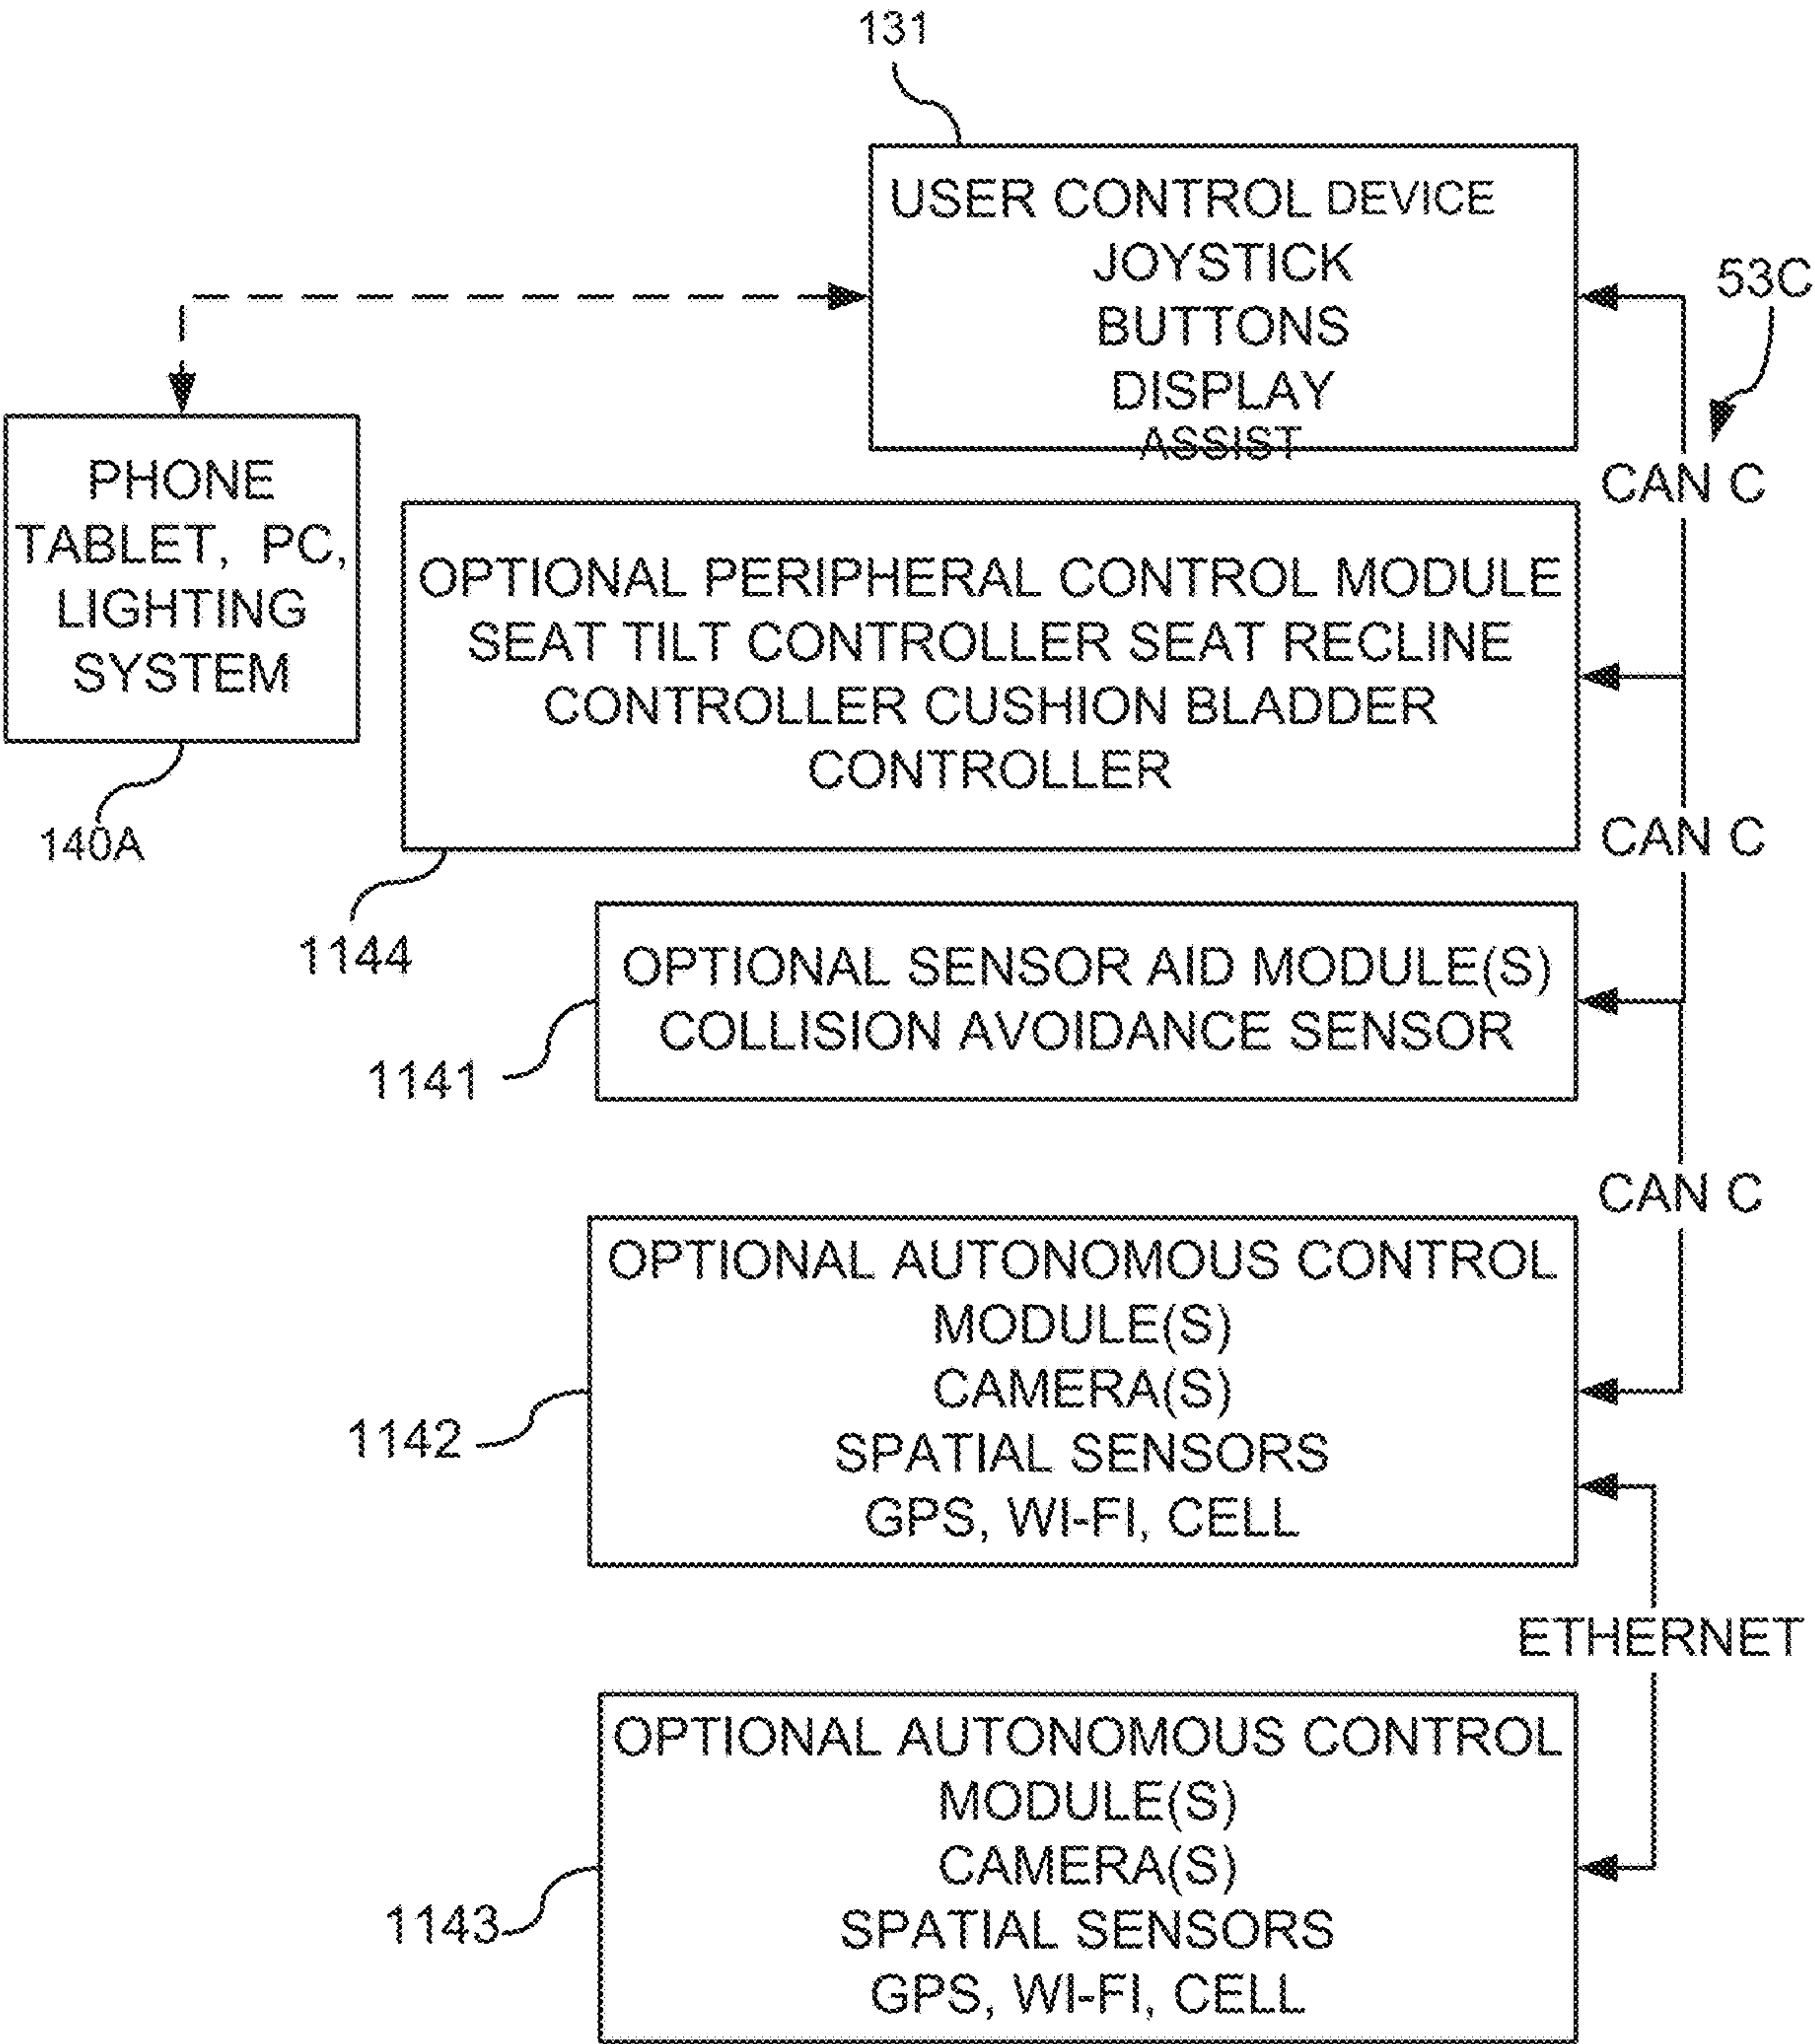 131
USER CONTROL DEVICE
JOYSTICK
BUTTONS
DISPLAY
ASSIST
53C
CAN C
PHONE
TABLET, PC,
LIGHTING
SYSTEM
140A
OPTIONAL PERIPHERAL CONTROL MODULE
SEAT TILT CONTROLLER SEAT RECLINE
CONTROLLER CUSHION BLADDER
CONTROLLER
1144
CAN C
OPTIONAL SENSOR AID MODULE(S)
COLLISION AVOIDANCE SENSOR
1141
CAN C
OPTIONAL AUTONOMOUS CONTROL
MODULE(S)
CAMERA(S)
SPATIAL SENSORS
GPS, WI-FI, CELL
1142
ETHERNET
OPTIONAL AUTONOMOUS CONTROL
MODULE(S)
CAMERA(S)
SPATIAL SENSORS
GPS, WI-FI, CELL
1143